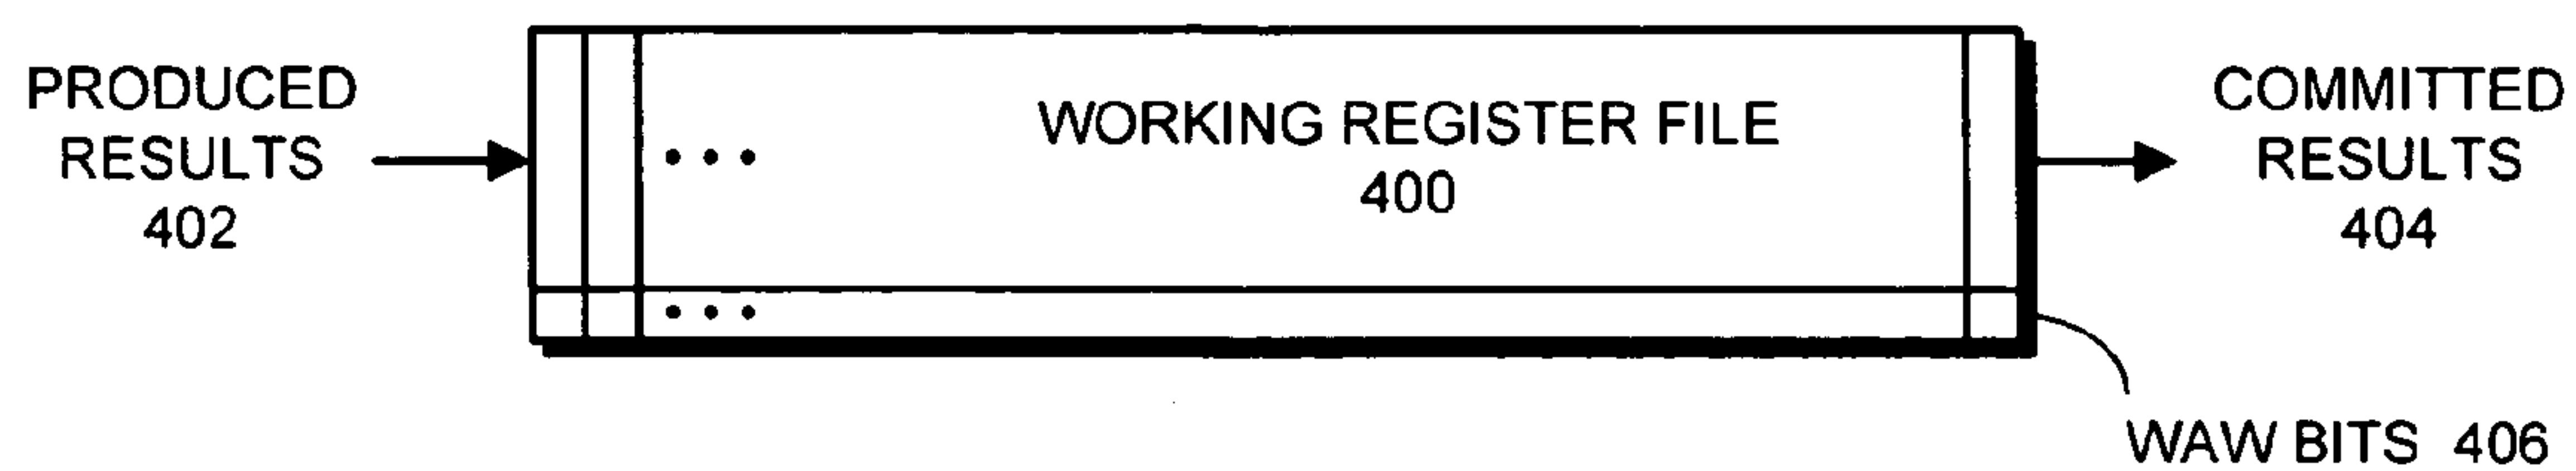 PRODUCED
RESULTS
402
WORKING REGISTER FILE
400
COMMITTED
RESULTS
404
WAW BITS 406